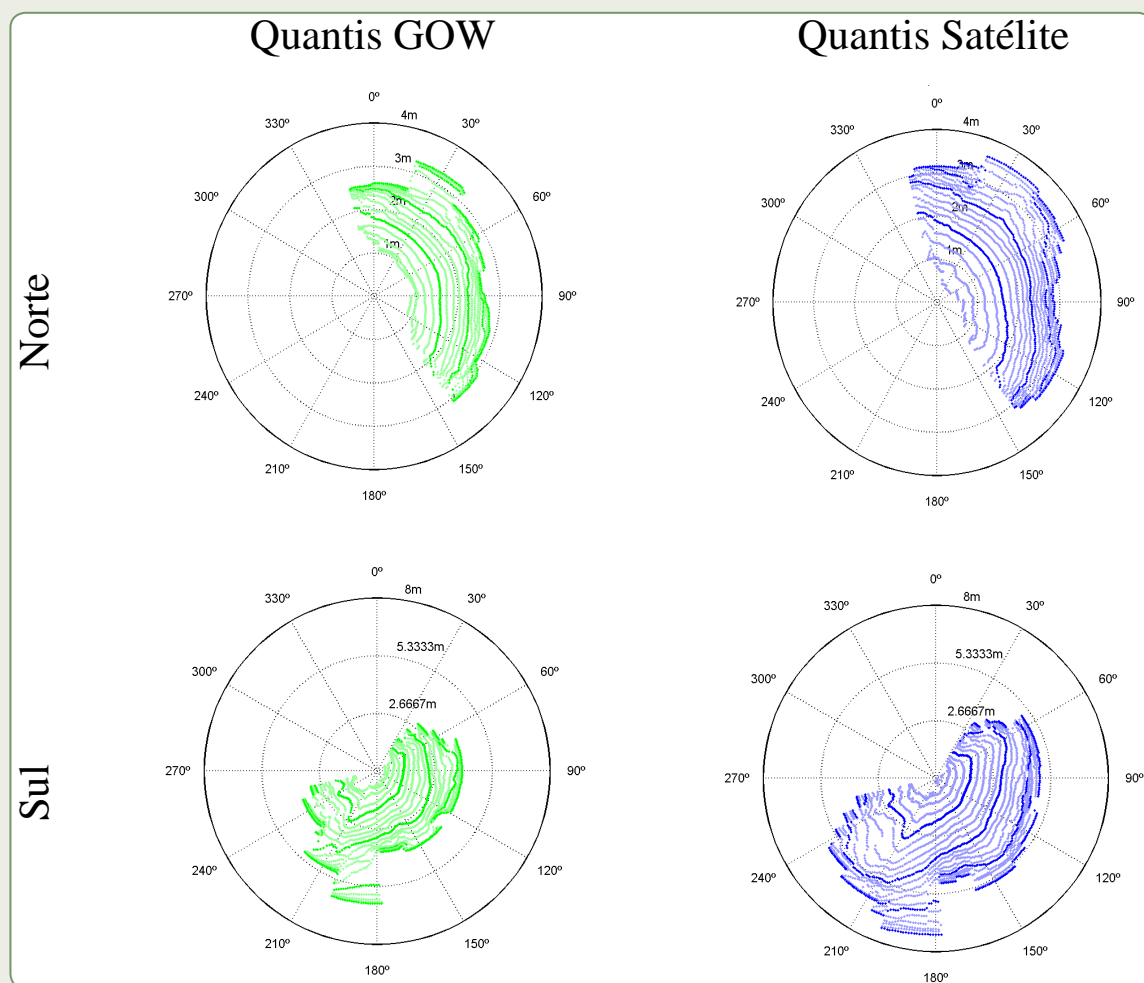 Quantis GOW
Quantis Satélite
Norte
0º
4m
30º
3m
60º
2m
1m
90º
120º
150º
180º
210º
240º
270º
300º
330º
0º
4m
30º
3m
60º
2m
1m
90º
120º
150º
180º
210º
240º
270º
300º
330º
Sul
0º
8m
30º
5.3333m
60º
2.6667m
90º
120º
150º
180º
210º
240º
270º
300º
330º
0º
8m
30º
5.3333m
60º
2.6667m
90º
120º
150º
180º
210º
240º
270º
300º
330º